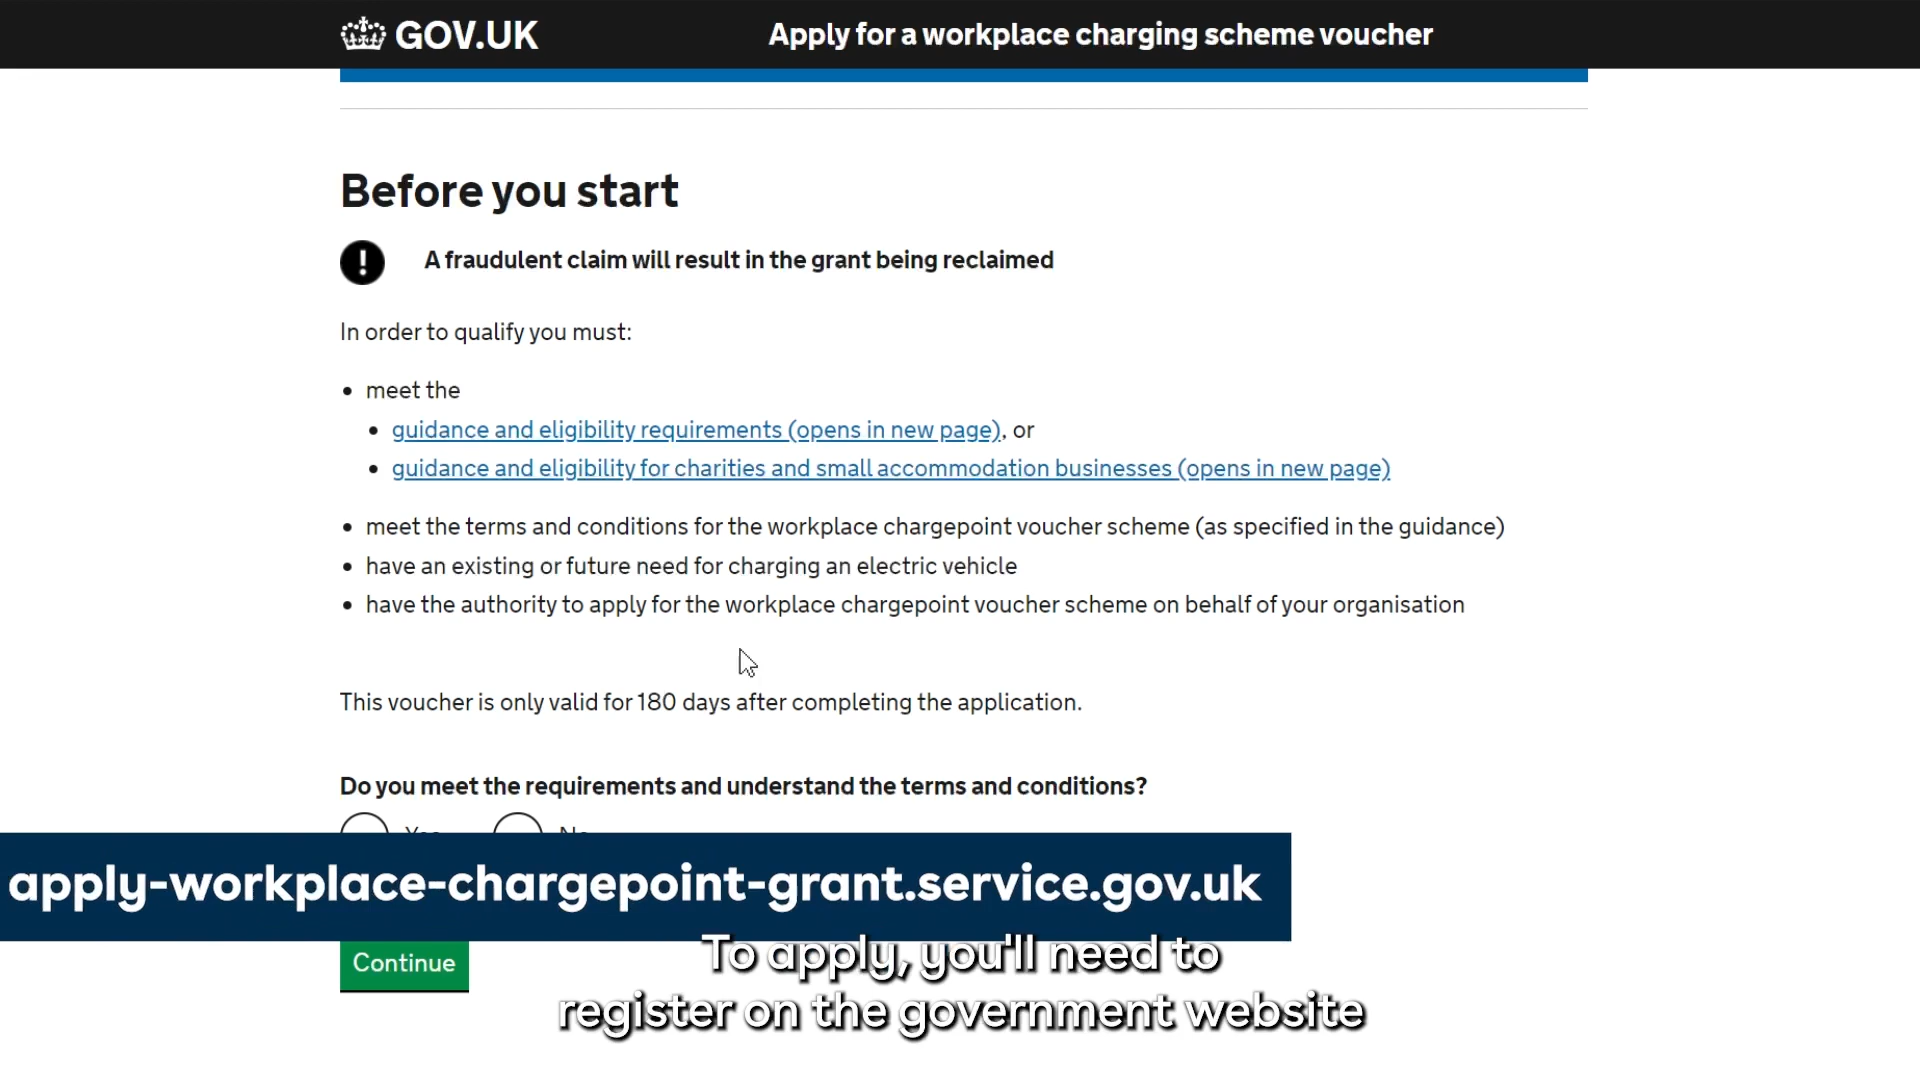 GOV.UK
Apply for a workplace charging scheme voucher
Before you start
! A fraudulent claim will result in the grant being reclaimed
In order to qualify you must:
• meet the
• guidance and eligibility requirements (opens in new page), or
• guidance and eligibility for charities and small accommodation businesses (opens in new page)
• meet the terms and conditions for the workplace chargepoint voucher scheme (as specified in the guidance)
• have an existing or future need for charging an electric vehicle
• have the authority to apply for the workplace chargepoint voucher scheme on behalf of your organisation
This voucher is only valid for 180 days after completing the application.
Do you meet the requirements and understand the terms and conditions?
Yes No
apply-workplace-chargepoint-grant.service.gov.uk
Continue
To apply, you'll need to
register on the government website